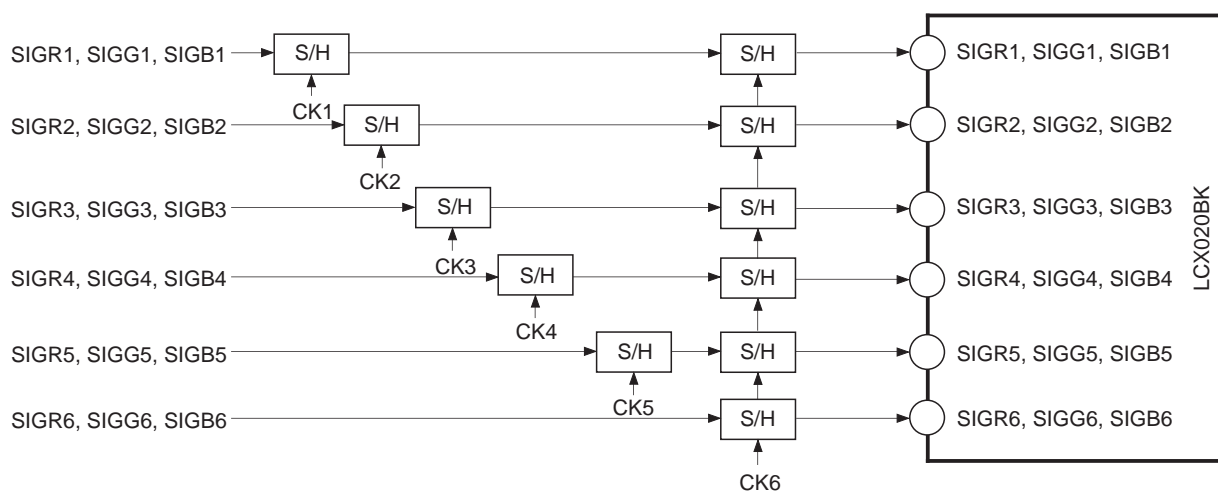 SIGR1, SIGG1, SIGB1 S/H S/H SIGR1, SIGG1, SIGB1
CK1
SIGR2, SIGG2, SIGB2 S/H S/H SIGR2, SIGG2, SIGB2
CK2
SIGR3, SIGG3, SIGB3 S/H S/H SIGR3, SIGG3, SIGB3
CK3
SIGR4, SIGG4, SIGB4 S/H S/H SIGR4, SIGG4, SIGB4
CK4
SIGR5, SIGG5, SIGB5 S/H S/H SIGR5, SIGG5, SIGB5
CK5
SIGR6, SIGG6, SIGB6 S/H SIGR6, SIGG6, SIGB6
CK6
LCX020BK